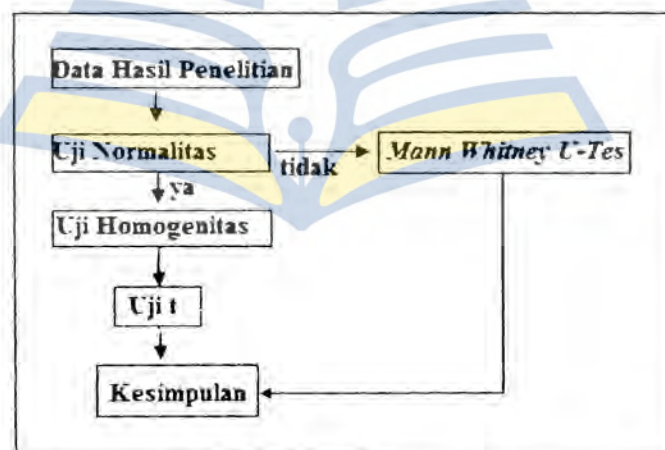 Data Hasil Penelitian
Uji Normalitas
tidak
Mann Whitney U-Tes
ya
Uji Homogenitas
Uji t
Kesimpulan